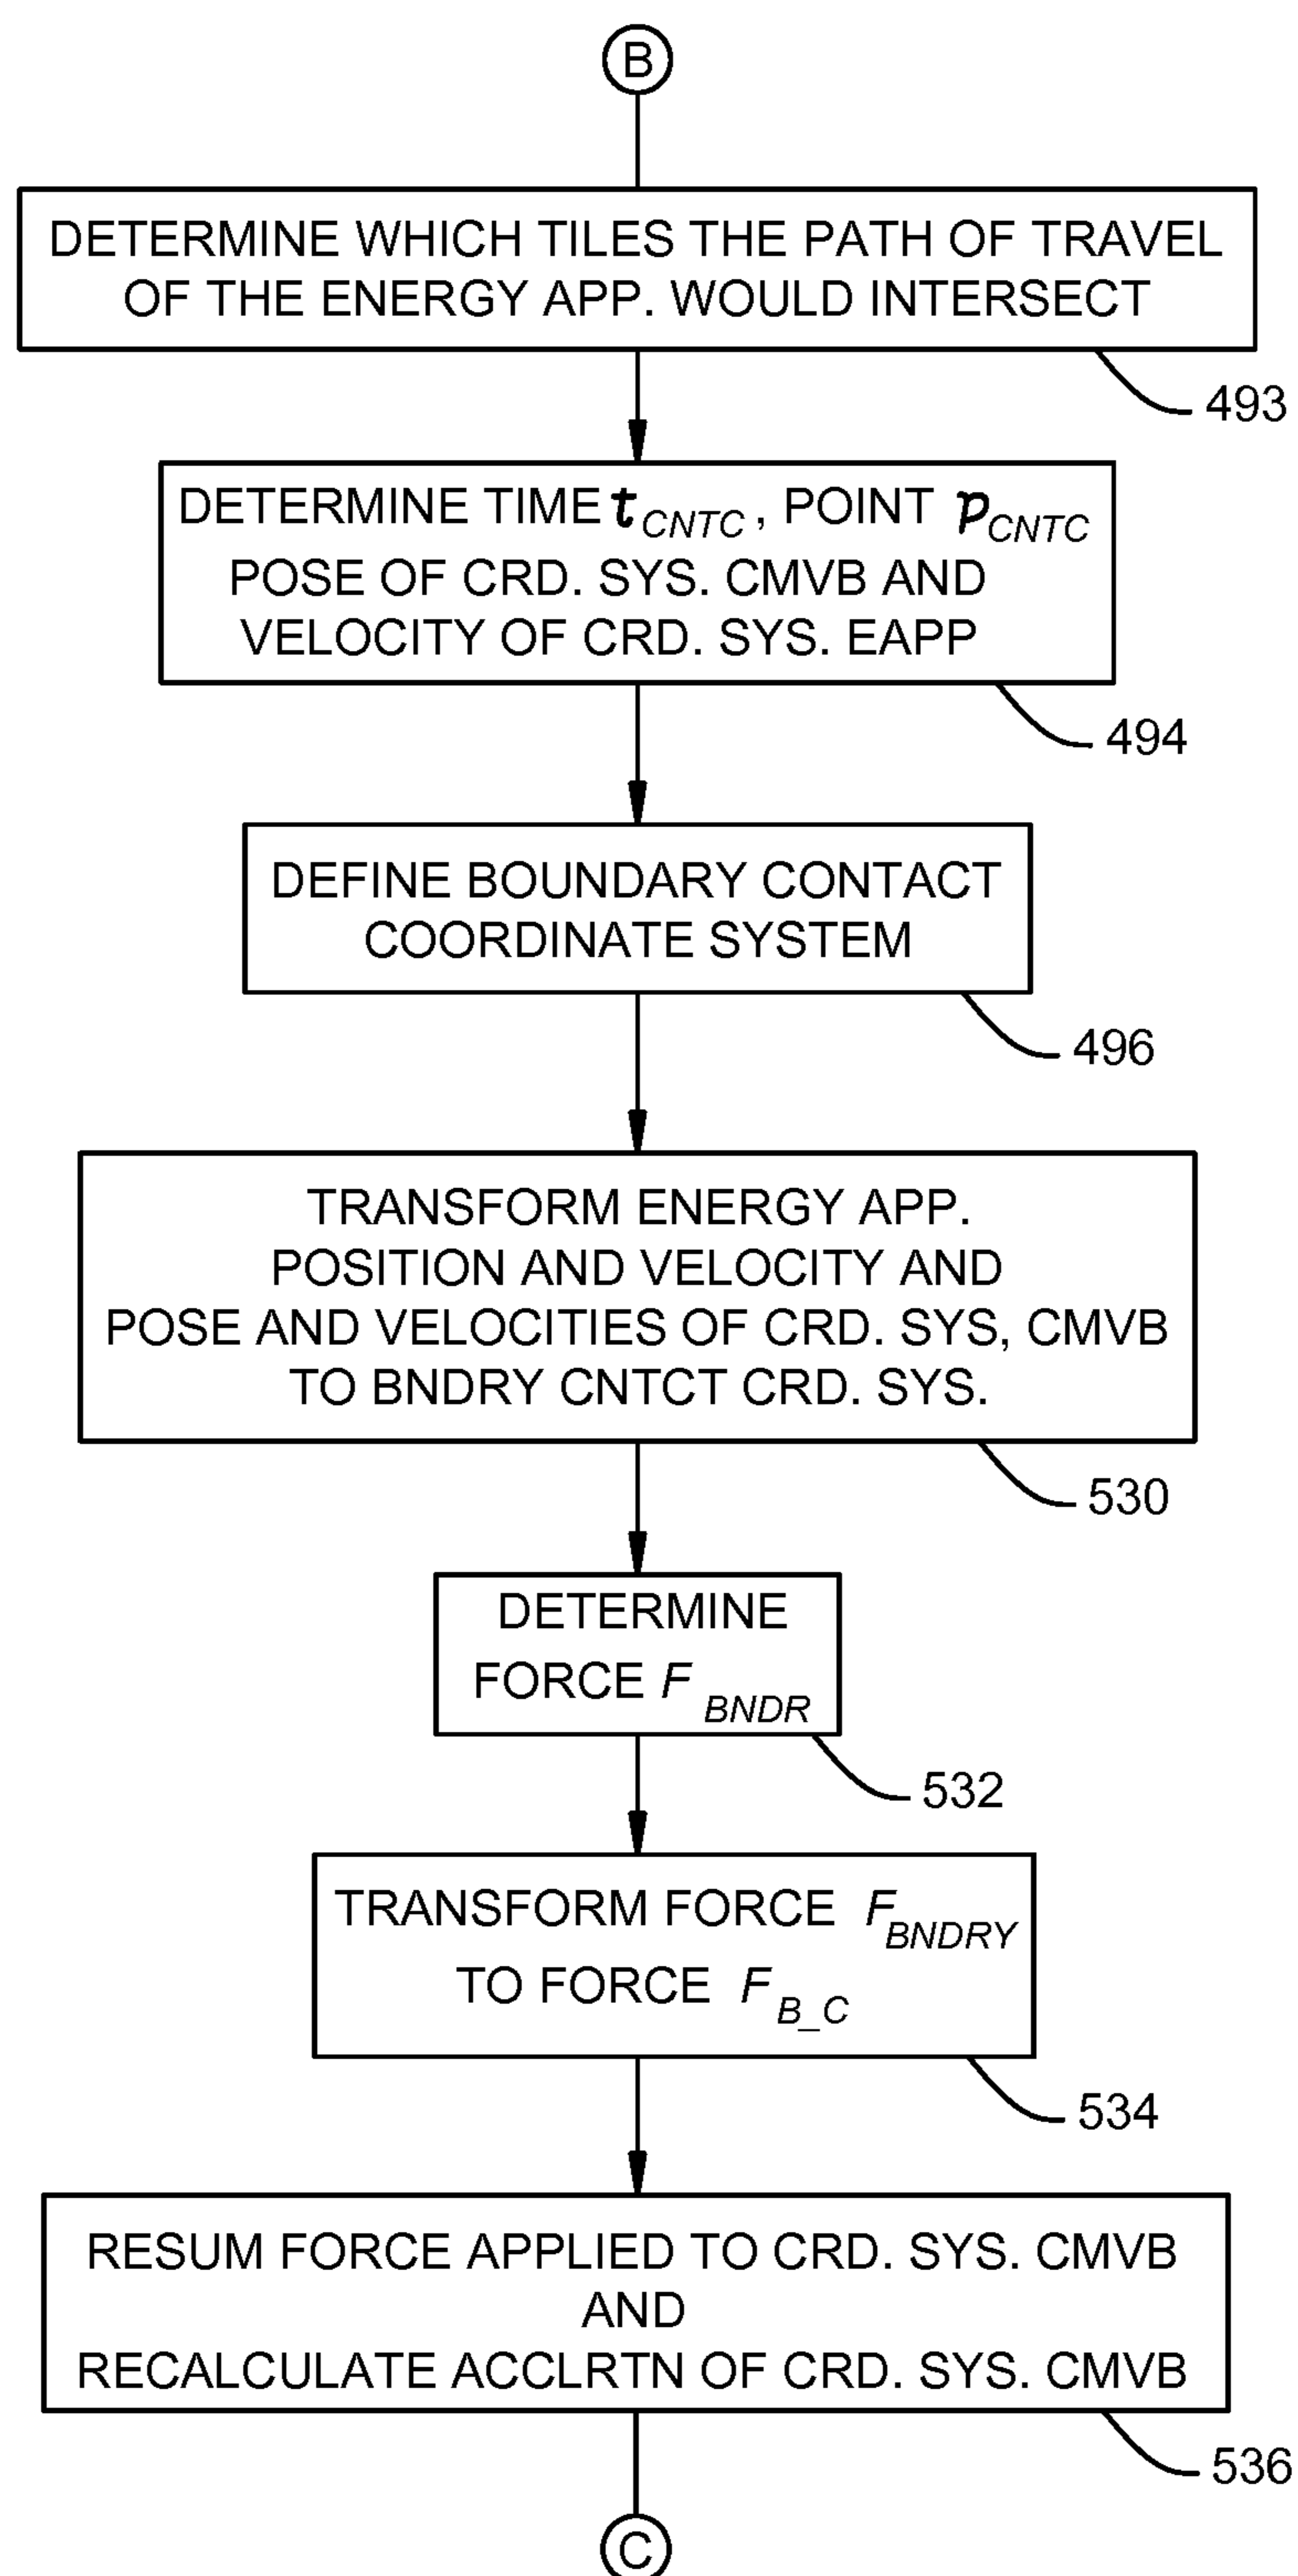 B
DETERMINE WHICH TILES THE PATH OF TRAVEL
OF THE ENERGY APP. WOULD INTERSECT
493
DETERMINE TIME t CNTC , POINT p CNTC
POSE OF CRD. SYS. CMVB AND
VELOCITY OF CRD. SYS. EAPP
494
DEFINE BOUNDARY CONTACT
COORDINATE SYSTEM
496
TRANSFORM ENERGY APP.
POSITION AND VELOCITY AND
POSE AND VELOCITIES OF CRD. SYS, CMVB
TO BNDRY CNTCT CRD. SYS.
530
DETERMINE
FORCE F BNDR
532
TRANSFORM FORCE F BNDRY
TO FORCE F B_C
534
RESUM FORCE APPLIED TO CRD. SYS. CMVB
AND
RECALCULATE ACCLRTN OF CRD. SYS. CMVB
536
C